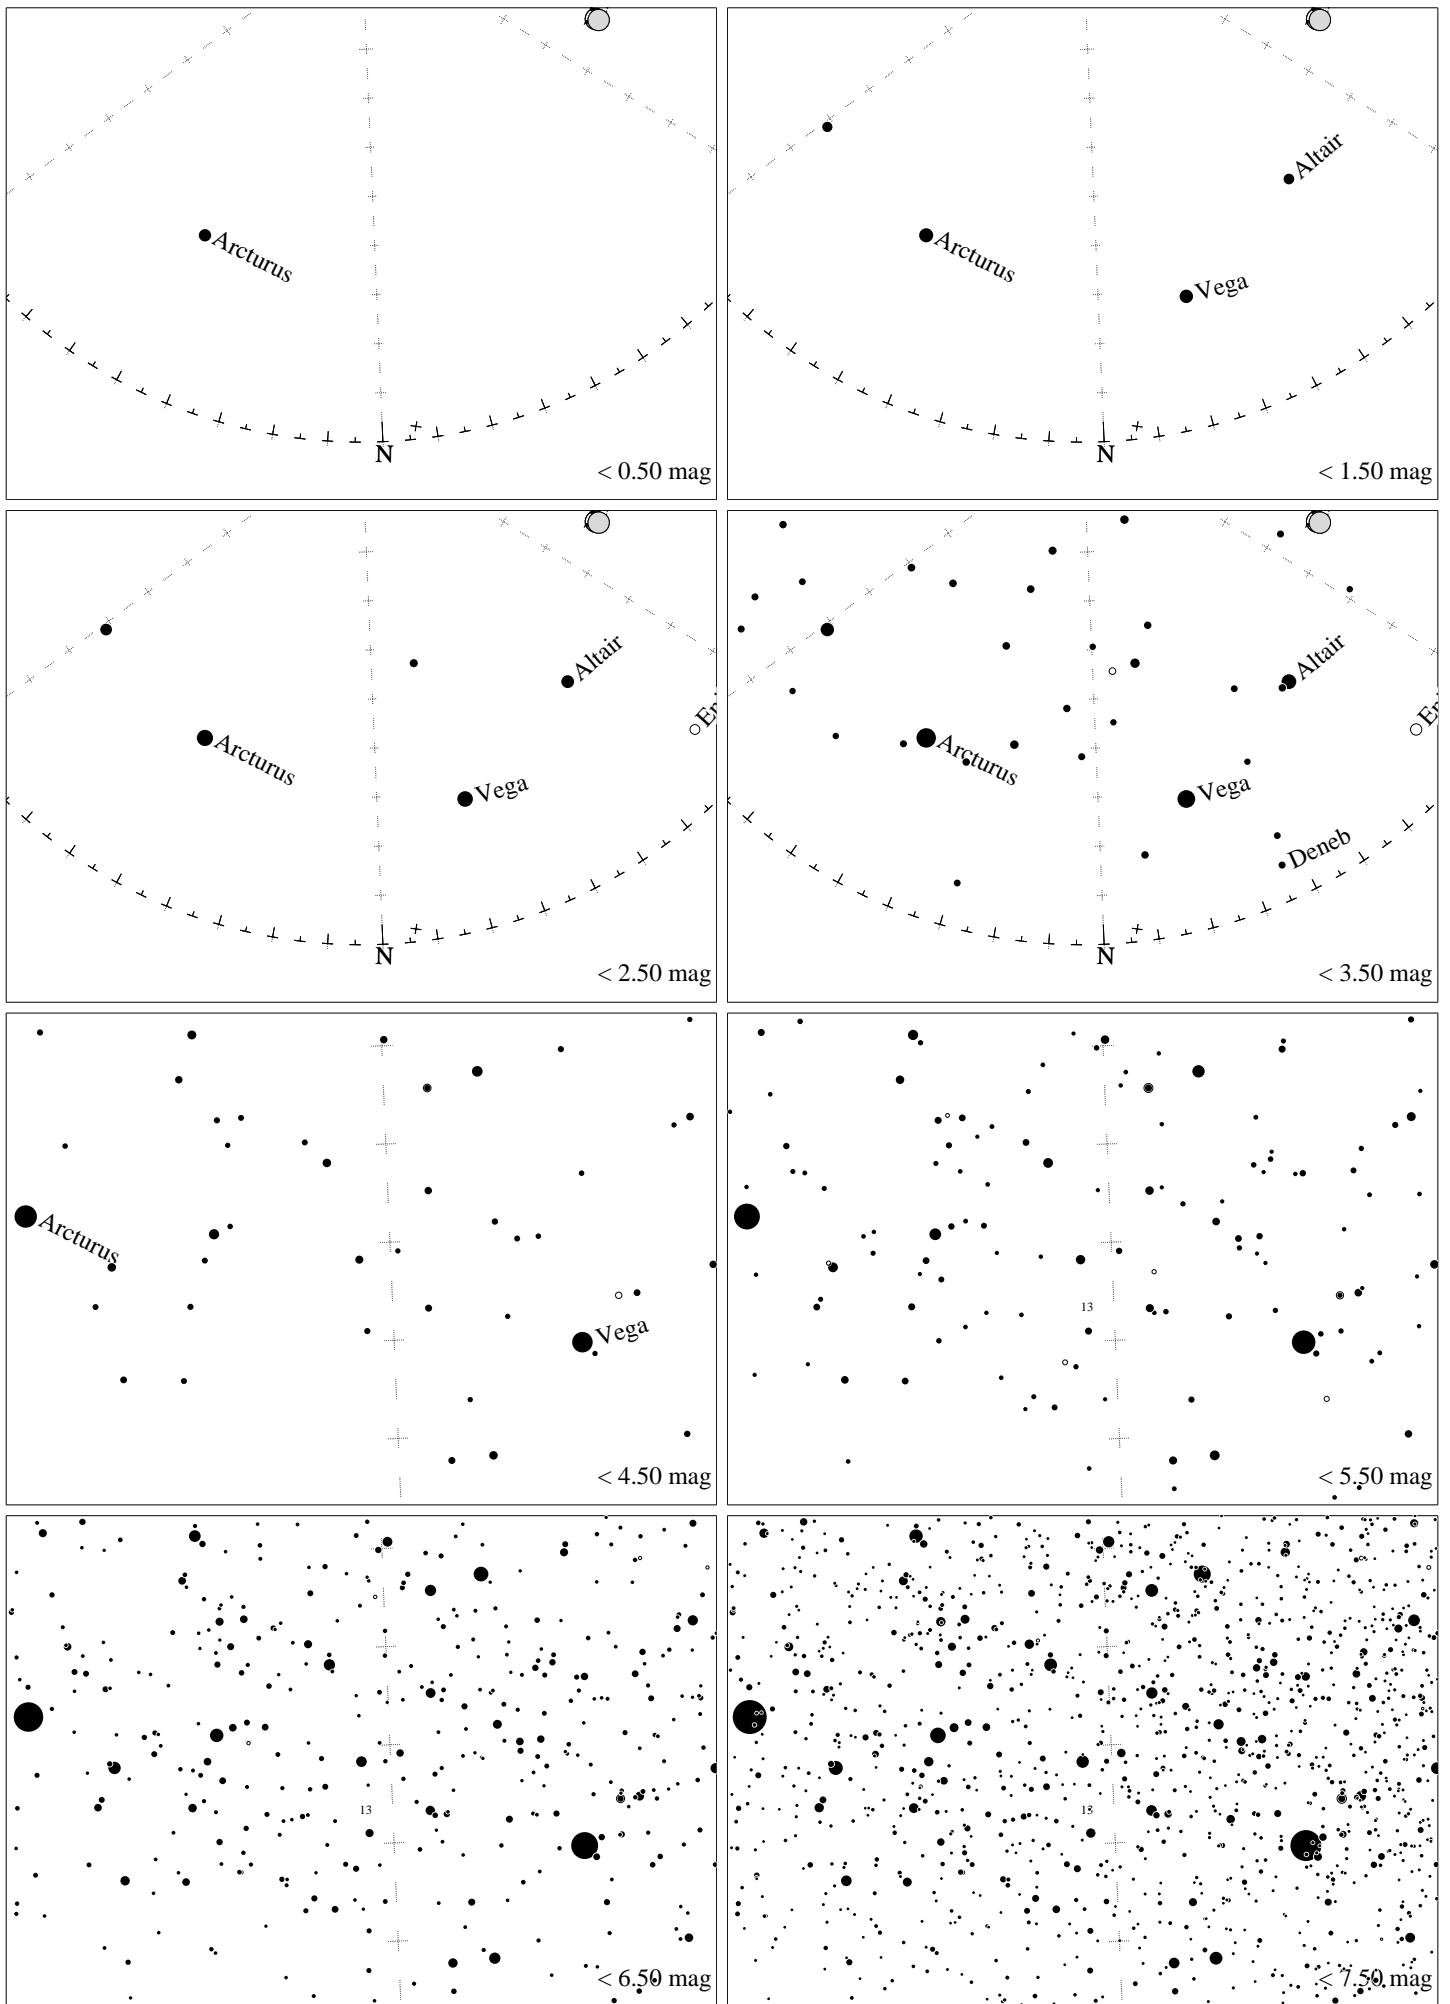 Arcturus
N
< 0.50 mag
Altair
Arcturus
Vega
N
< 1.50 mag
Altair
Arcturus
Vega
N
< 2.50 mag
Altair
Arcturus
Vega
Deneb
N
< 3.50 mag
Arcturus
Vega
< 4.50 mag
13
< 5.50 mag
13
< 6.50 mag
13
< 7.50 mag